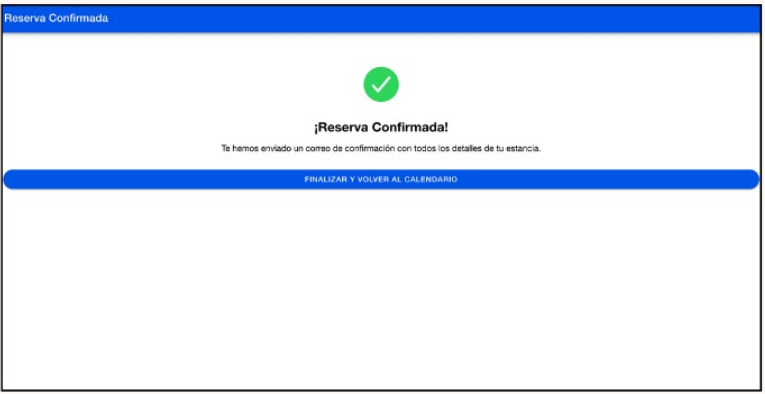 Reserva Confirmada
¡Reserva Confirmada!
Te hemos enviado un correo de confirmación con todos los detalles de tu estancia.
FINALIZAR Y VOLVER AL CALENDARIO